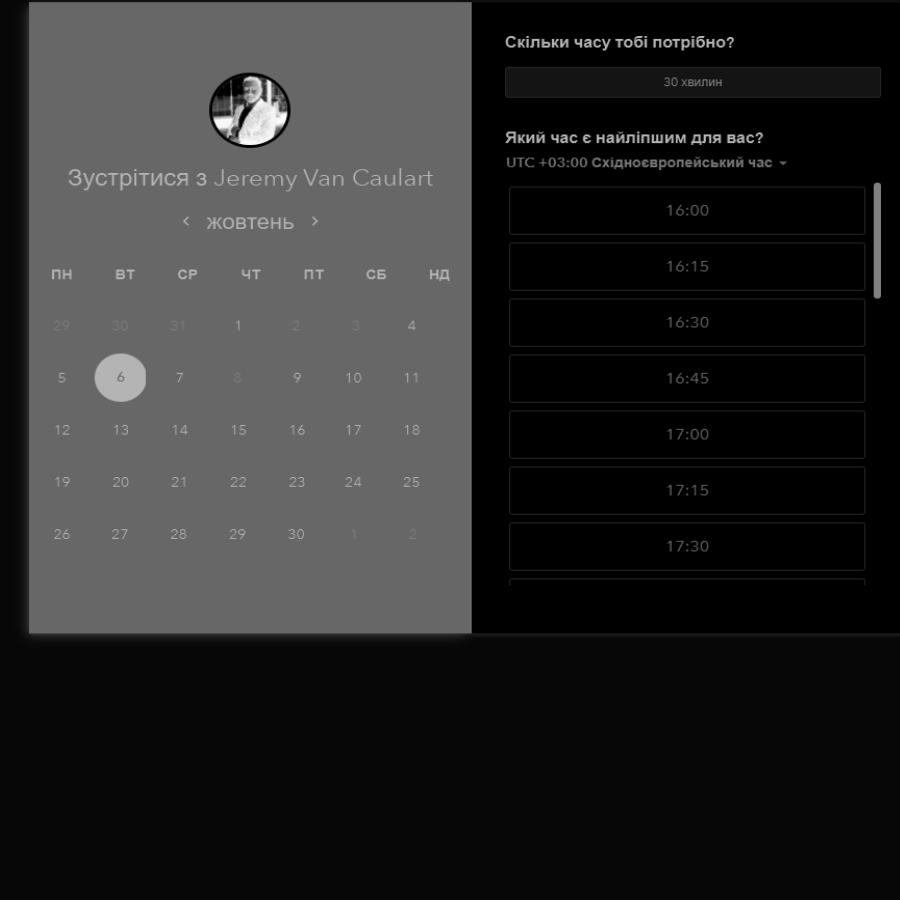 Зустрітися з Jeremy Van Caulart
жовтень
ПН ВТ СР ЧТ ПТ СБ НД
29 30 31 1 2 3 4
5 6 7 8 9 10 11
12 13 14 15 16 17 18
19 20 21 22 23 24 25
26 27 28 29 30 1 2
Скільки часу тобі потрібно?
30 хвилин
Який час є найліпшим для вас?
UTC +03:00 Східноєвропейський час
16:00
16:15
16:30
16:45
17:00
17:15
17:30